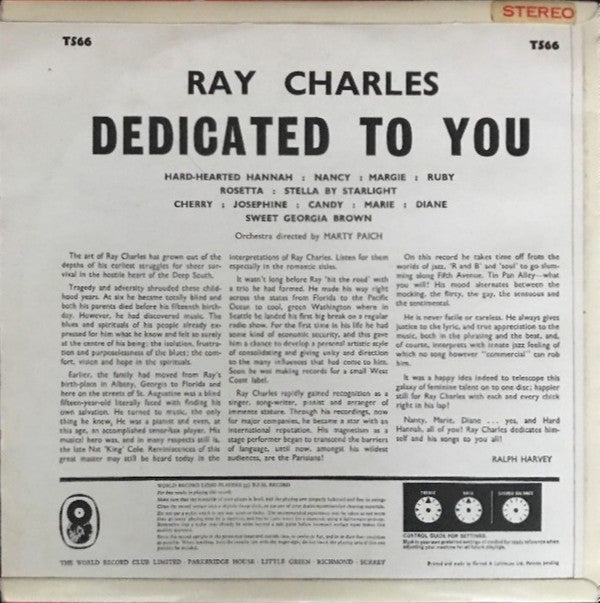 STEREO
T566
T566
RAY CHARLES
DEDICATED TO YOU
HARD-HEARTED HANNAH : NANCY : MARGIE : RUBY
ROSETTA : STELLA BY STARLIGHT
CHERRY : JOSEPHINE : CANDY : MARIE : DIANE
SWEET GEORGIA BROWN
Orchestra directed by MARTY PAICH
The art of Ray Charles has grown out of the
depths of his earliest struggles for sheer sur-
vival in the hostile heart of the Deep South.
Tragedy and adversity shrouded these child-
hood years. At six he became totally blind and
both his parents died before his fifteenth birth-
day. However, he had discovered music. The
blues and spirituals of his people already ex-
pressed for him what he knew and felt so surely
at the centre of his being: the isolation, frustra-
tion and purposelessness of the blues; the com-
fort, vision and hope in the spirituals.
Earlier, the family had moved from Ray's
birth-place in Albany, Georgia to Florida and
here on the streets of St. Augustine was a blind
fifteen-year-old literally faced with finding his
own salvation. He turned to music, the only
thing he knew. He was a pianist and even, at
this age, an accomplished tenor-sax player. His
musical hero was, and in many respects still is,
the late Nat 'King' Cole. Reminiscences of this
great master may still be heard today in the
interpretations of Ray Charles. Listen for them
especially in the romantic titles.
It wasn't long before Ray 'hit the road' with
a trio he had formed. He made his way right
across the states from Florida to the Pacific
Ocean to cool, green Washington where in
Seattle he landed his first big break on a regular
radio show. For the first time in his life he had
some kind of economic security, and this gave
him a chance to develop a personal artistic style
of consolidating and giving unity and direction
to the many influences that had come to him.
Soon he was making records for a small West
Coast label.
Ray Charles rapidly gained recognition as a
singer, song-writer, pianist and arranger of
immense stature. Through his recordings, now
for major companies, he became a star with an
international reputation. His magnetism as a
stage performer began to transcend the barriers
of language, until now, amongst his wildest
audiences, are the Parisians!
On this record he takes time off from the
worlds of jazz, 'R and B' and 'soul' to go slum-
ming along Fifth Avenue, Tin Pan Alley—what
you will! His mood alternates between the
mocking, the flirty, the gay, the sensuous and
the sentimental.
He is never facile or careless. He always gives
justice to the lyric, and true appreciation to the
music, both in the phrasing and the beat, and,
of course, interprets with innate jazz feeling of
which no song however "commercial" can rob
him.
It was a happy idea indeed to telescope this
galaxy of feminine talent on to one disc; happier
still for Ray Charles with each and every chick
right in his lap!
Nancy, Marie, Diane . . . yes, and Hard
Hannah, all of you! Ray Charles dedicates him-
self and his songs to you all!
RALPH HARVEY
TREBLE
BASS
STEREO BALANCE
CONTROL GUIDE FOR SETTINGS.
THE WORLD RECORD CLUB LIMITED · PARKBRIDGE HOUSE · LITTLE GREEN · RICHMOND · SURREY